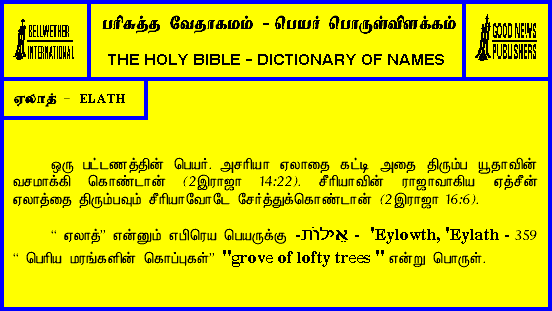 BELLWETHER
INTERNATIONAL
பரிசுத்த வேதாகமம் - பெயர் பொருள்விளக்கம்
THE HOLY BIBLE - DICTIONARY OF NAMES
GOOD NEWS
PUBLISHERS
ஏலாத் - ELATH
ஒரு பட்டணத்தின் பெயர். அசரியா ஏலாதை கட்டி அதை திரும்ப யூதாவின்
வசமாக்கி கொண்டான் (2இராஜா 14:22). சீரியாவின் ராஜாவாகிய ஏத்சீன்
ஏலாத்தை திரும்பவும் சீரியாவோடே சேர்த்துக்கொண்டான் (2இராஜா 16:6).
“ ஏலாத்” என்னும் எபிரெய பெயருக்கு -אילות - 'Eylowth, 'Eylath - 359
“ பெரிய மரங்களின் கொப்புகள்” "grove of lofty trees " என்று பொருள்.